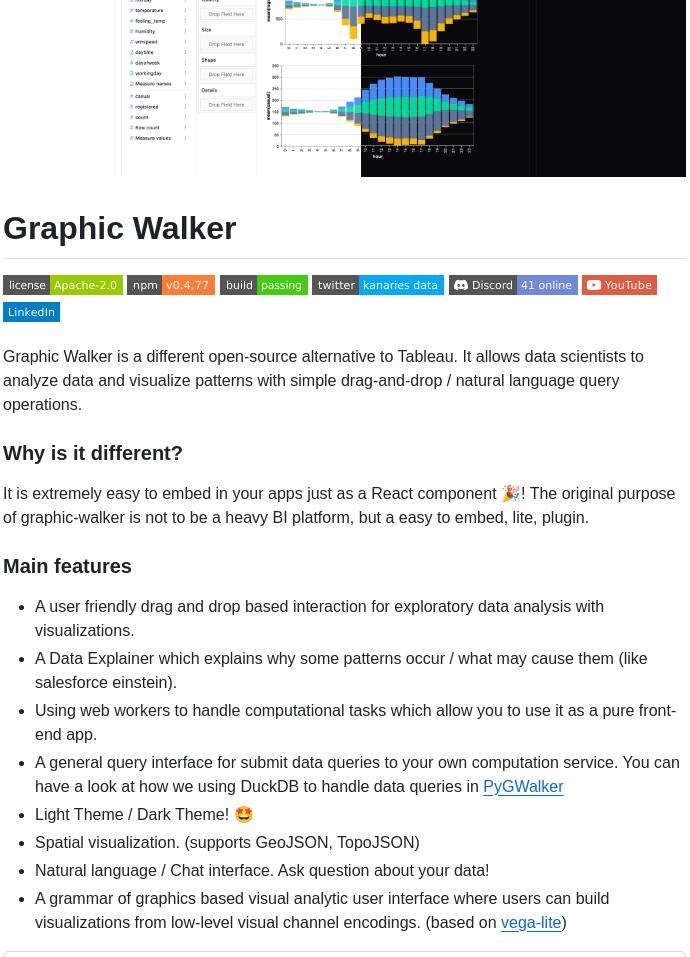 temperature
feeling_temp
humidity
winspeed
daytime
dayofweek
workingday
Measure names
casual
registered
count
Row count
Measure values
Drop Field Here
Size
Drop Field Here
Shape
Drop Field Here
Details
Drop Field Here
hour
mean(casual)
hour
Graphic Walker
license Apache-2.0 npm v0.4.77 build passing twitter kanaries data Discord 41 online YouTube
LinkedIn
Graphic Walker is a different open-source alternative to Tableau. It allows data scientists to
analyze data and visualize patterns with simple drag-and-drop / natural language query
operations.
Why is it different?
It is extremely easy to embed in your apps just as a React component 🎉! The original purpose
of graphic-walker is not to be a heavy BI platform, but a easy to embed, lite, plugin.
Main features
A user friendly drag and drop based interaction for exploratory data analysis with
visualizations.
A Data Explainer which explains why some patterns occur / what may cause them (like
salesforce einstein).
Using web workers to handle computational tasks which allow you to use it as a pure front-
end app.
A general query interface for submit data queries to your own computation service. You can
have a look at how we using DuckDB to handle data queries in PyGWalker
Light Theme / Dark Theme! 🤩
Spatial visualization. (supports GeoJSON, TopoJSON)
Natural language / Chat interface. Ask question about your data!
A grammar of graphics based visual analytic user interface where users can build
visualizations from low-level visual channel encodings. (based on vega-lite)